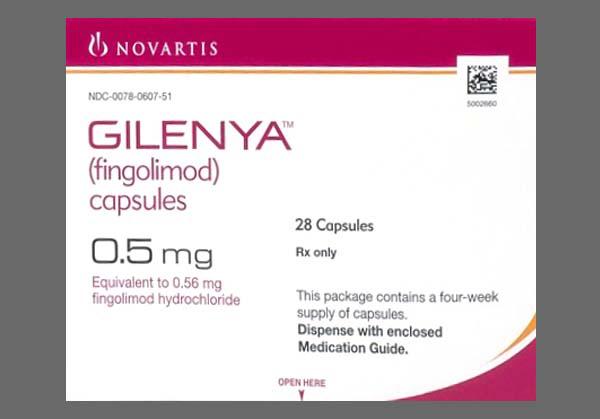 NOVARTIS
NDC-0078-0607-51
5002660
GILENYA™
(fingolimod)
capsules
0.5 mg
Equivalent to 0.56 mg
fingolimod hydrochloride
28 Capsules
Rx only
This package contains a four-week
supply of capsules.
Dispense with enclosed
Medication Guide.
OPEN HERE